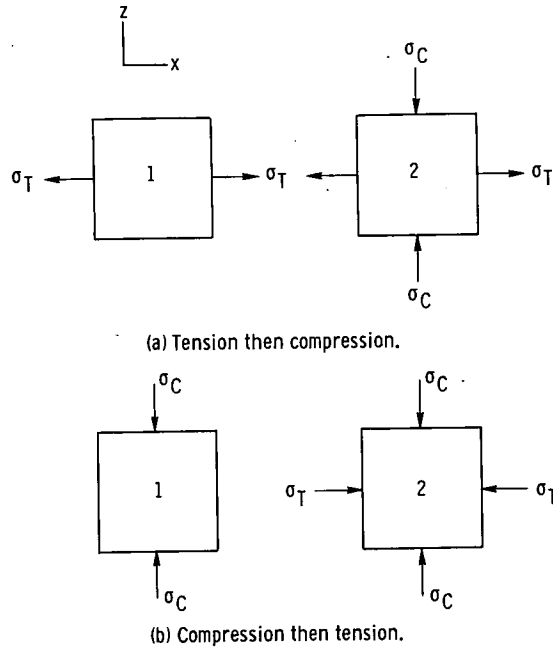 z
x
σC
σT 1 σT 2 σT
σC
(a) Tension then compression.
σC σC
1 σT 2 σT
σC σC
(b) Compression then tension.